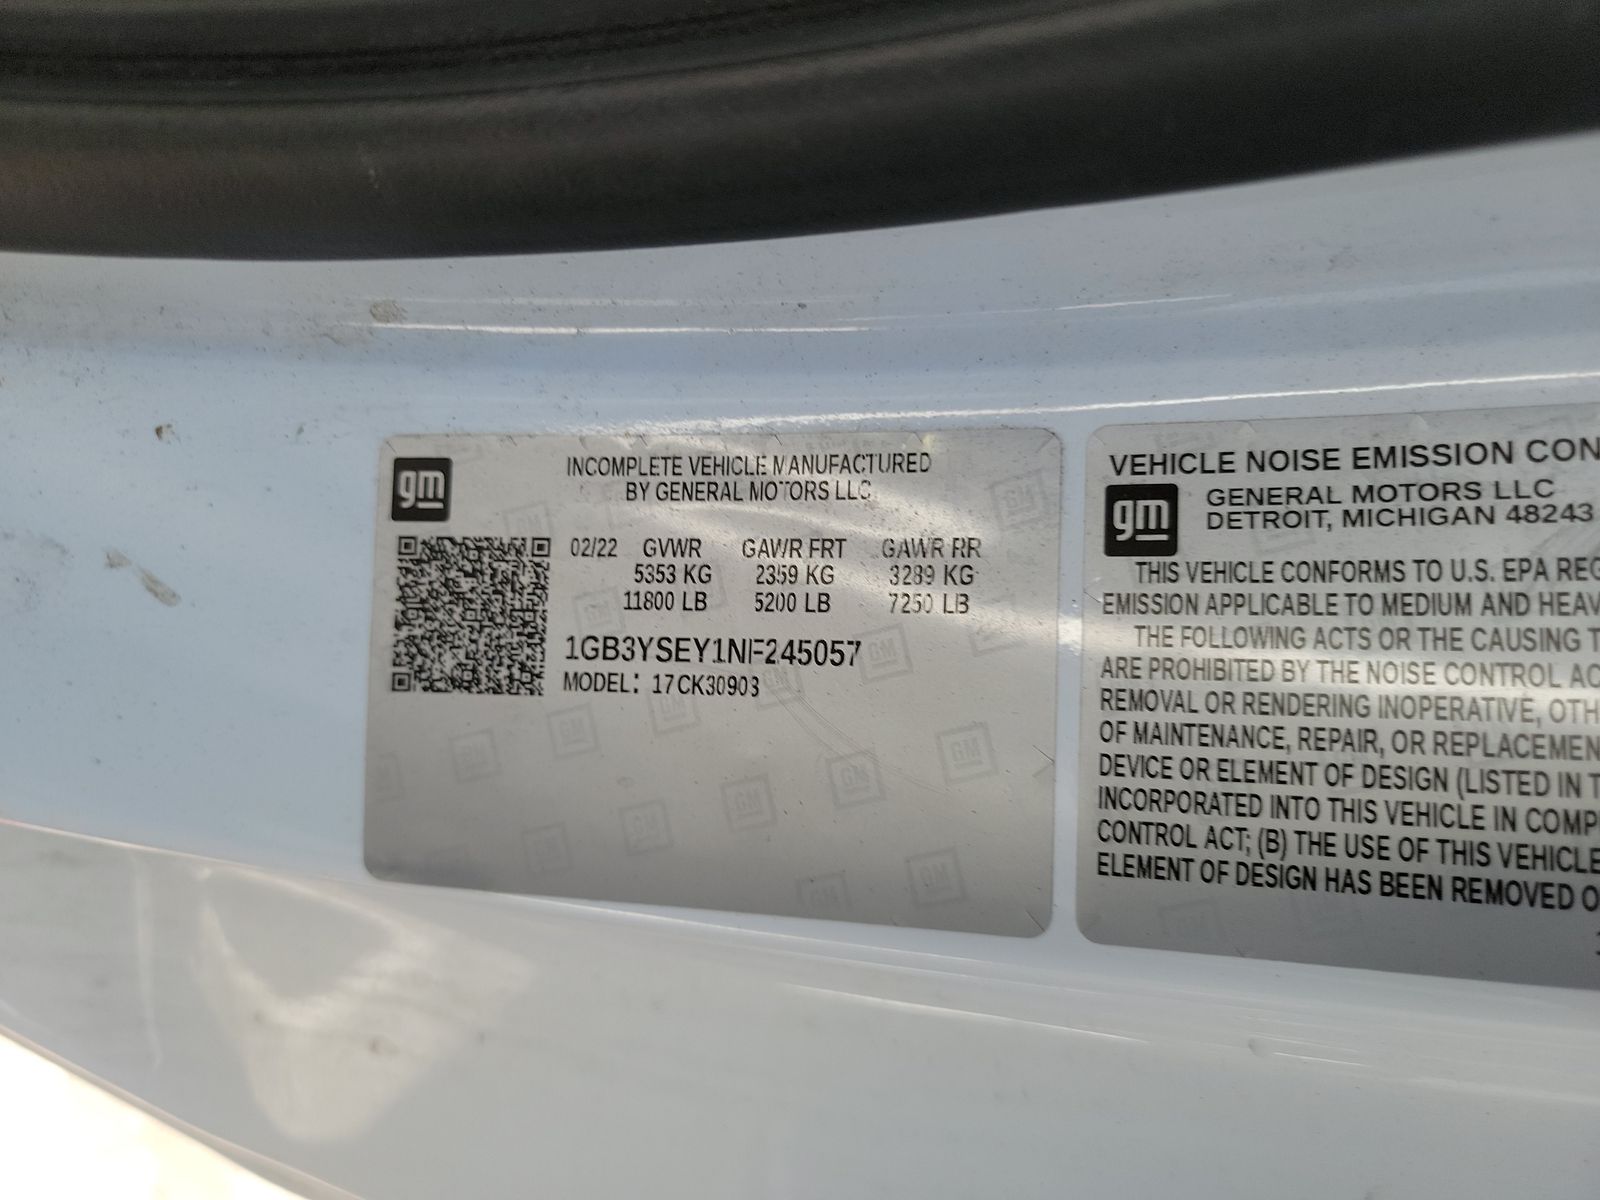 gm
INCOMPLETE VEHICLE MANUFACTURED
BY GENERAL MOTORS LLC
02/22 GVWR GAWR FRT GAWR RR
5353 KG 2359 KG 3289 KG
11800 LB 5200 LB 7250 LB
1GB3YSEY1NF245057
MODEL: 17CK30903
VEHICLE NOISE EMISSION CON
gm
GENERAL MOTORS LLC
DETROIT, MICHIGAN 48243
THIS VEHICLE CONFORMS TO U.S. EPA REG
EMISSION APPLICABLE TO MEDIUM AND HEAV
THE FOLLOWING ACTS OR THE CAUSING T
ARE PROHIBITED BY THE NOISE CONTROL AC
REMOVAL OR RENDERING INOPERATIVE, OTH
OF MAINTENANCE, REPAIR, OR REPLACEMEN
DEVICE OR ELEMENT OF DESIGN (LISTED IN T
INCORPORATED INTO THIS VEHICLE IN COMP
CONTROL ACT; (B) THE USE OF THIS VEHICLE
ELEMENT OF DESIGN HAS BEEN REMOVED O